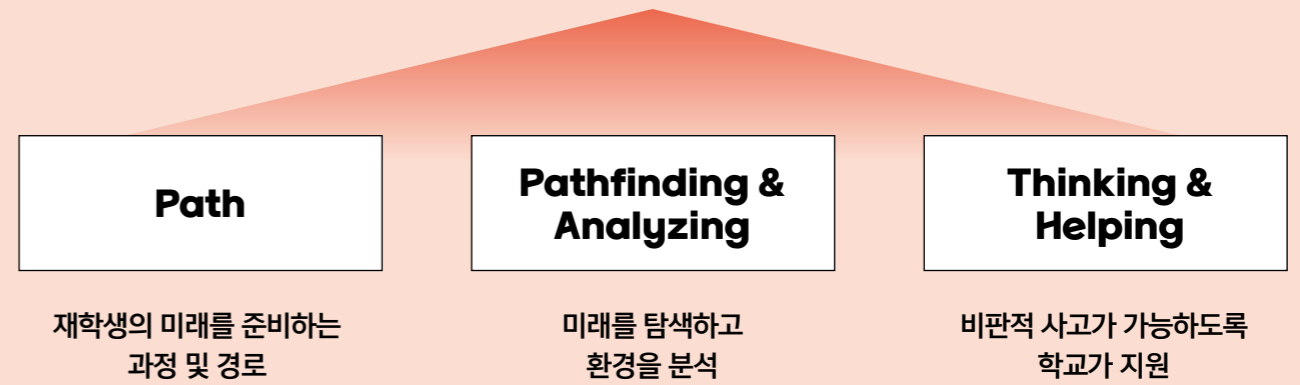 Path
재학생의 미래를 준비하는
과정 및 경로
Pathfinding &
Analyzing
미래를 탐색하고
환경을 분석
Thinking &
Helping
비판적 사고가 가능하도록
학교가 지원